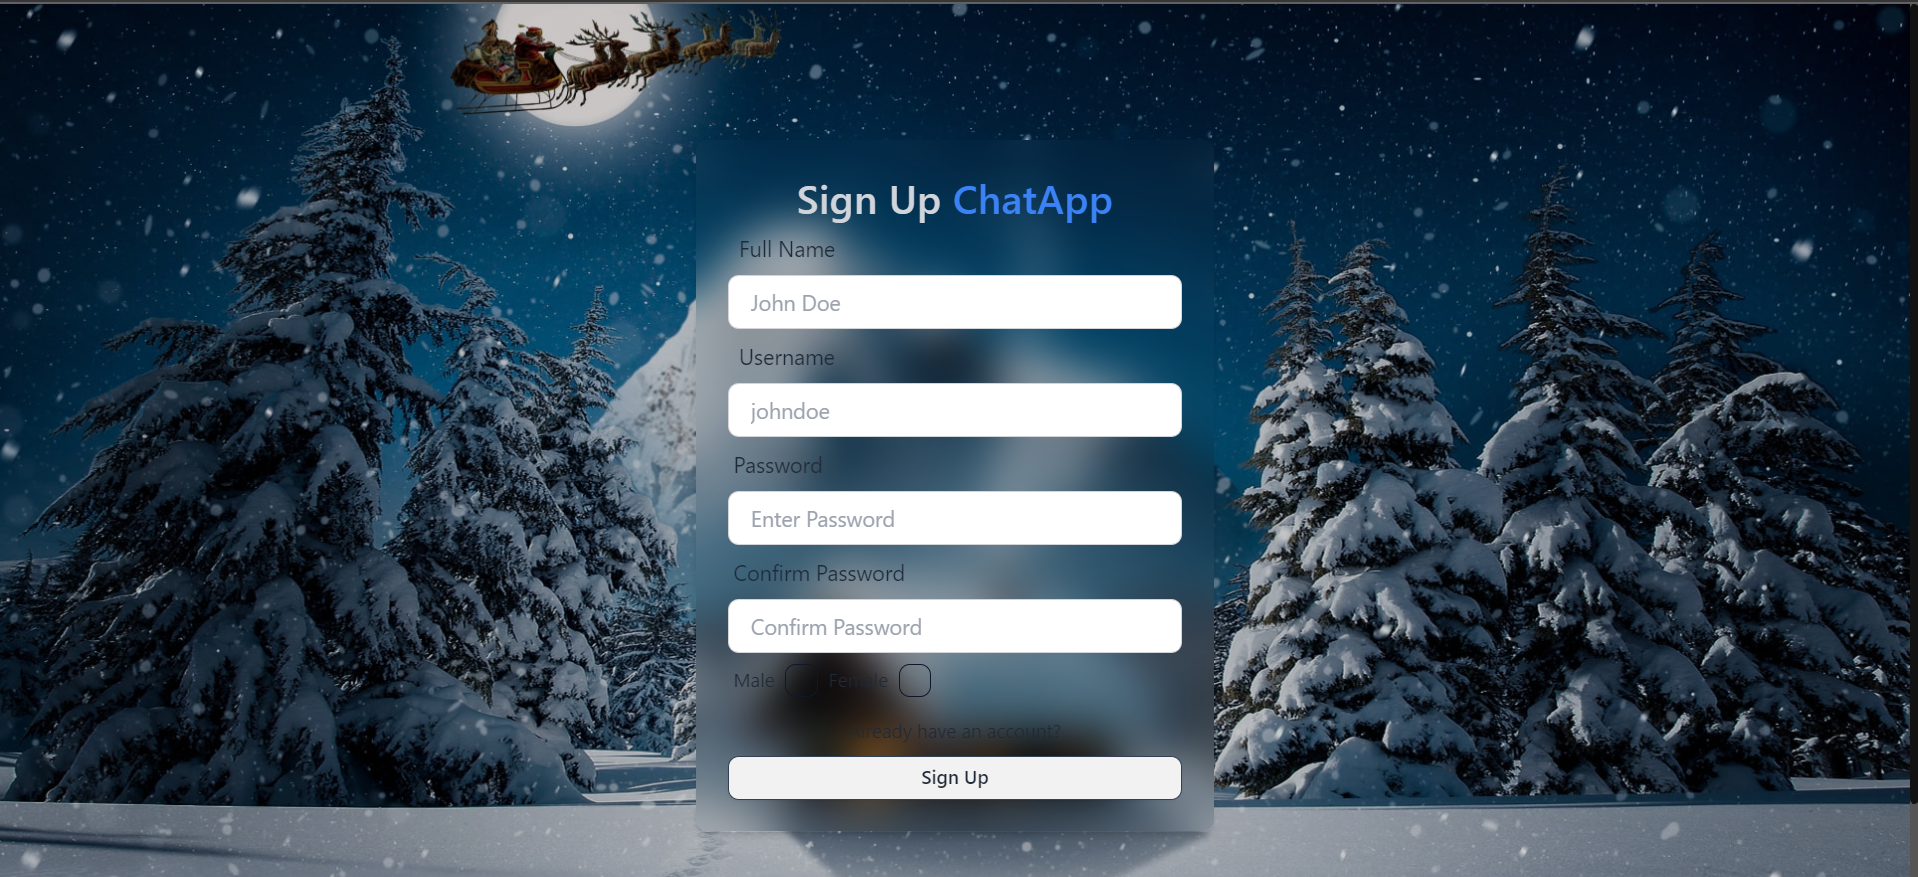 Sign Up ChatApp
Full Name
John Doe
Username
johndoe
Password
Enter Password
Confirm Password
Confirm Password
Male Female
Already have an account?
Sign Up